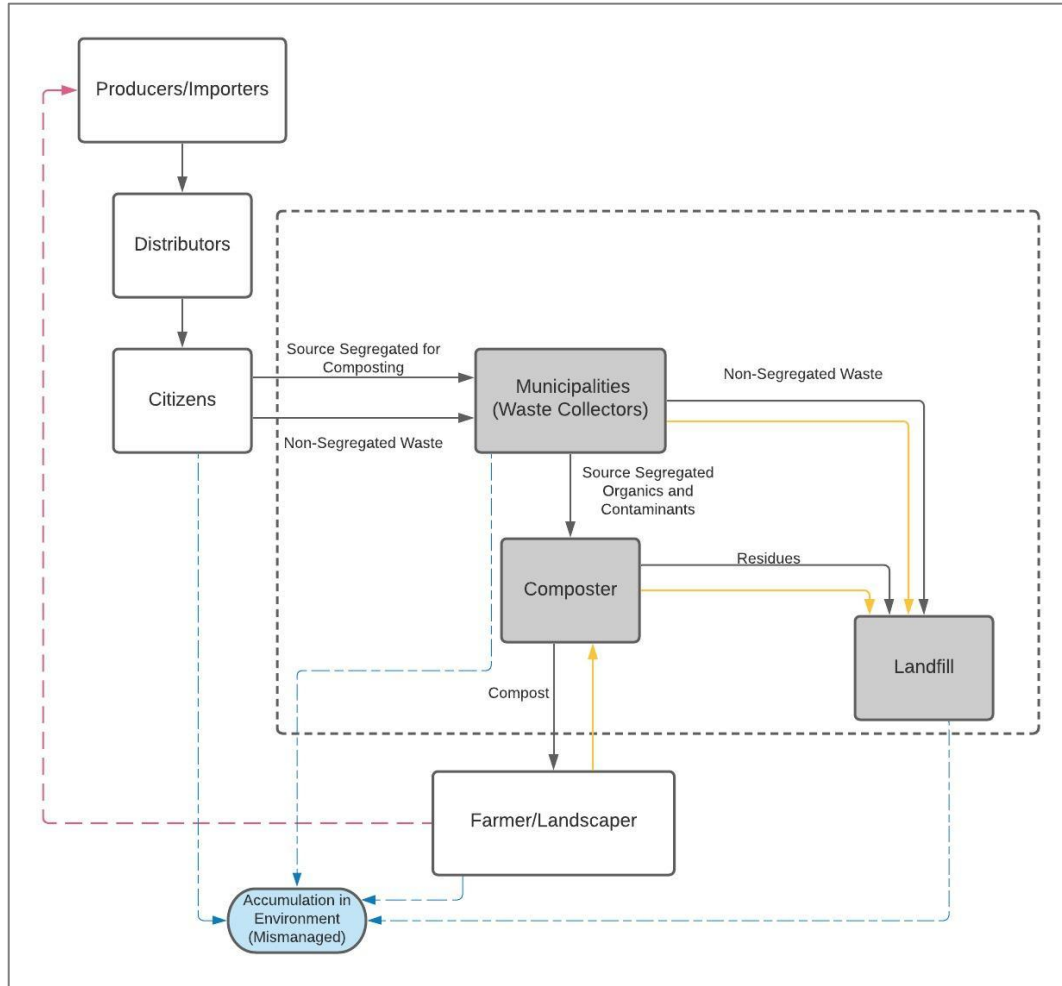 Producers/Importers
Distributors
Citizens
Source Segregated for
Composting
Non-Segregated Waste
Municipalities
(Waste Collectors)
Non-Segregated Waste
Source Segregated
Organics and
Contaminants
Composter
Residues
Landfill
Compost
Farmer/Landscaper
Accumulation in
Environment
(Mismanaged)